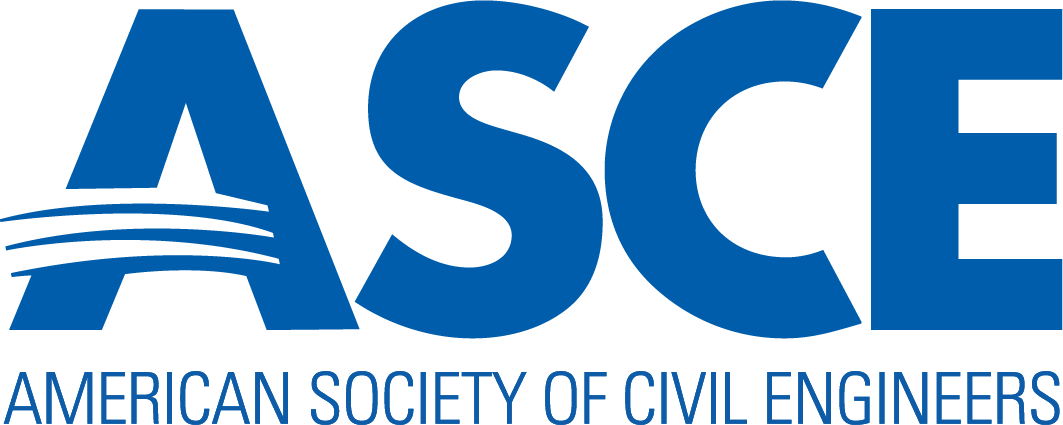 ASCE
AMERICAN SOCIETY OF CIVIL ENGINEERS